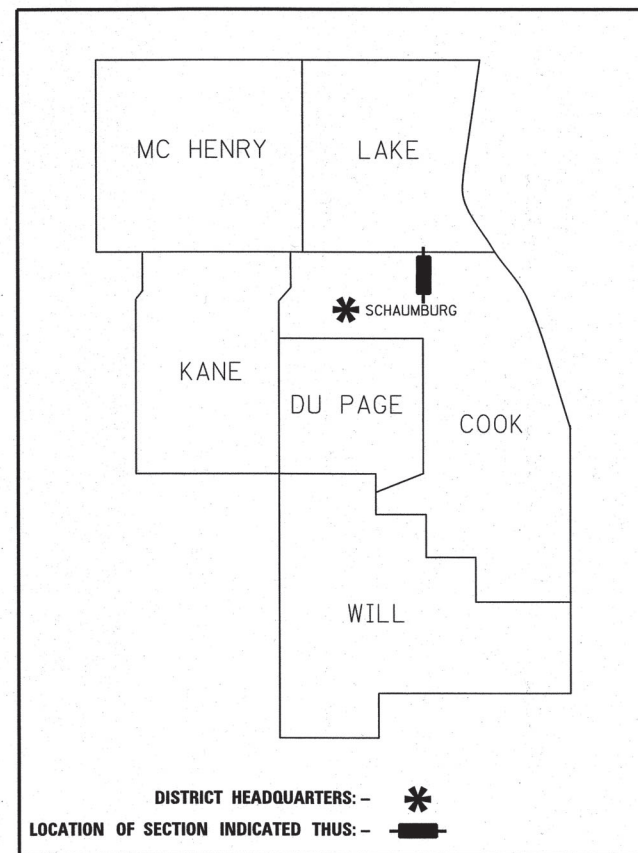 MC HENRY
LAKE
SCHAUMBURG
KANE
DU PAGE
COOK
WILL
DISTRICT HEADQUARTERS: -
LOCATION OF SECTION INDICATED THUS: -